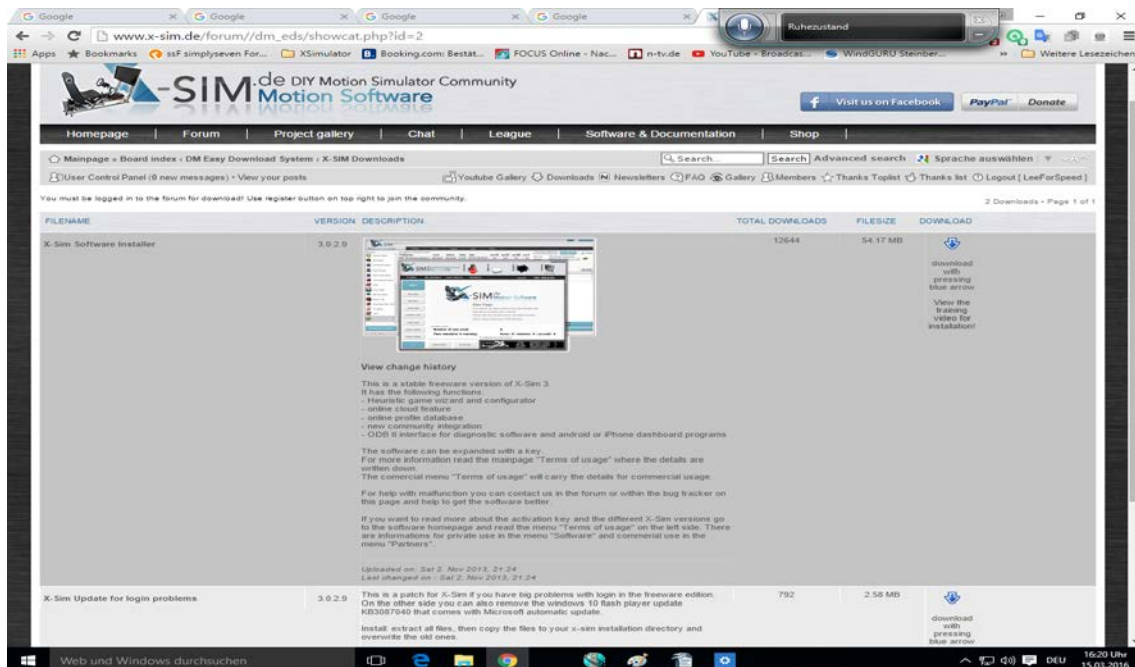 Google
Google
Google
Google
Ruhezustand
www.x-sim.de/forum//dm_eds/showcat.php?id=2
Apps Bookmarks ssF simplyseven For... XSimulator Booking.com: Bestät... FOCUS Online - Nac... n-tv.de YouTube - Broadcas... WindGURU Steinber... » Weitere Lesezeichen
X-SIM.de DIY Motion Simulator Community
Motion Software
Visit us on Facebook PayPal Donate
Homepage | Forum | Project gallery | Chat | League | Software & Documentation | Shop |
Mainpage » Board index ‹ DM Easy Download System ‹ X-SIM Downloads Search... Search Advanced search Sprache auswählen
User Control Panel (0 new messages) • View your posts Youtube Gallery Downloads Newsletters FAQ Gallery Members Thanks Toplist Thanks list Logout [ LeeForSpeed ]
You must be logged in to the forum for download! Use register button on top right to join the community. 2 Downloads • Page 1 of 1
FILENAME VERSION DESCRIPTION TOTAL DOWNLOADS FILESIZE DOWNLOAD
X-Sim Software Installer 3.0.2.9 12644 54.17 MB
download
with
pressing
blue arrow
View the
training
video for
installation!
View change history
This is a stable freeware version of X-Sim 3.
It has the following functions:
- Heuristic game wizard and configurator
- online cloud feature
- online profile database
- new community integration
- ODB II interface for diagnostic software and android or iPhone dashboard programs
The software can be expanded with a key.
For more information read the mainpage "Terms of usage" where the details are
written down.
The comercial menu "Terms of usage" will carry the details for commercial usage.
For help with malfunction you can contact us in the forum or within the bug tracker on
this page and help to get the software better.
If you want to read more about the activation key and the different X-Sim versions go
to the software homepage and read the menu "Terms of usage" on the left side. There
are informations for private use in the menu "Software" and commerial use in the
menu "Partners".
Uploaded on: Sat 2. Nov 2013, 21:24
Last changed on : Sat 2. Nov 2013, 21:24
X-Sim Update for login problems 3.0.2.9 This is a patch for X-Sim if you have big problems with login in the freeware edition. 792 2.58 MB
On the other side you can also remove the windows 10 flash player update
KB3087040 that comes with Microsoft automatic update.
Install: extract all files, then copy the files to your x-sim installation directory and
overwrite the old ones.
download
with
pressing
blue arrow
Web und Windows durchsuchen DEU 16:20 Uhr
15.03.2016